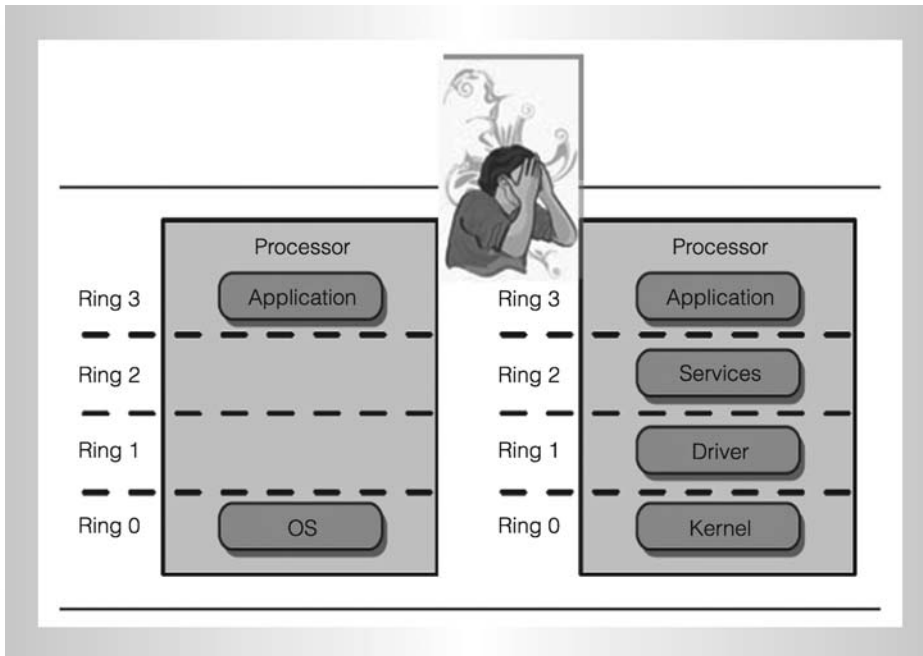 Processor
Application
Ring 3
Ring 2
Ring 1
Ring 0
OS
Processor
Application
Ring 3
Services
Ring 2
Driver
Ring 1
Kernel
Ring 0